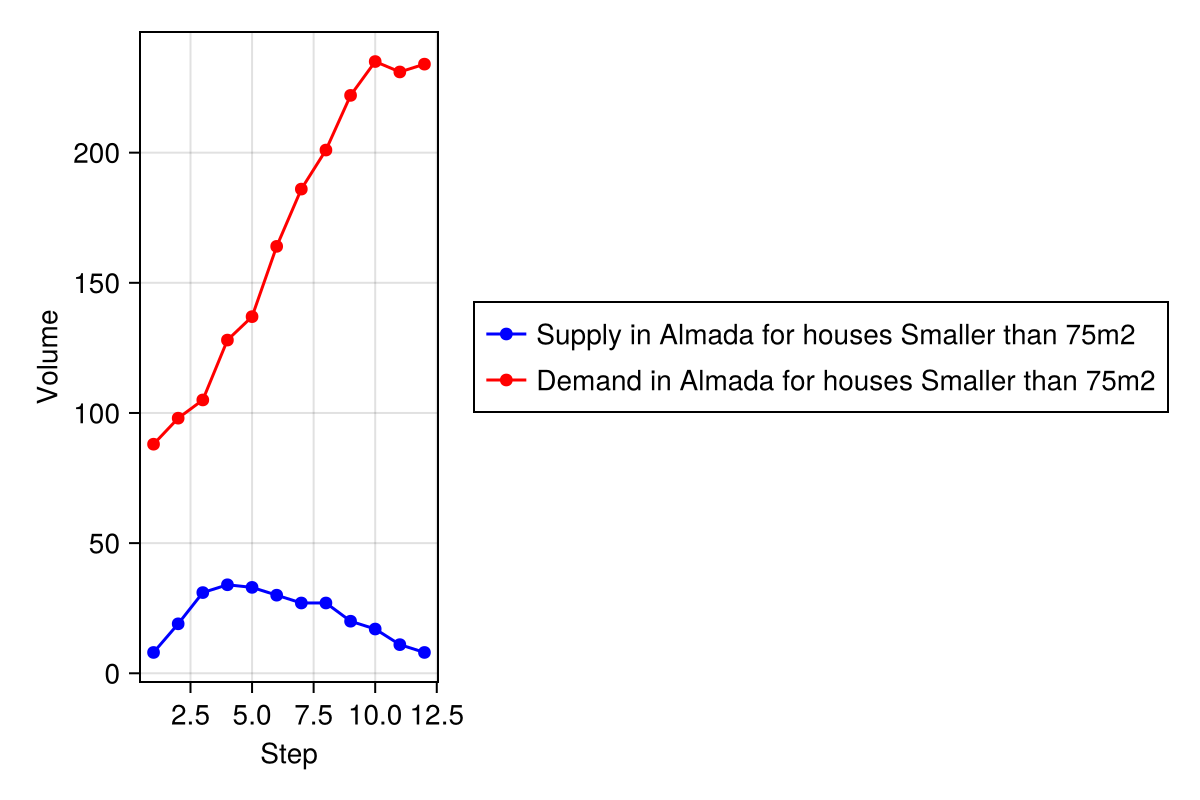 Volume
200
150
100
50
0
2.5 5.0 7.5 10.0 12.5
Step
Supply in Almada for houses Smaller than 75m2
Demand in Almada for houses Smaller than 75m2